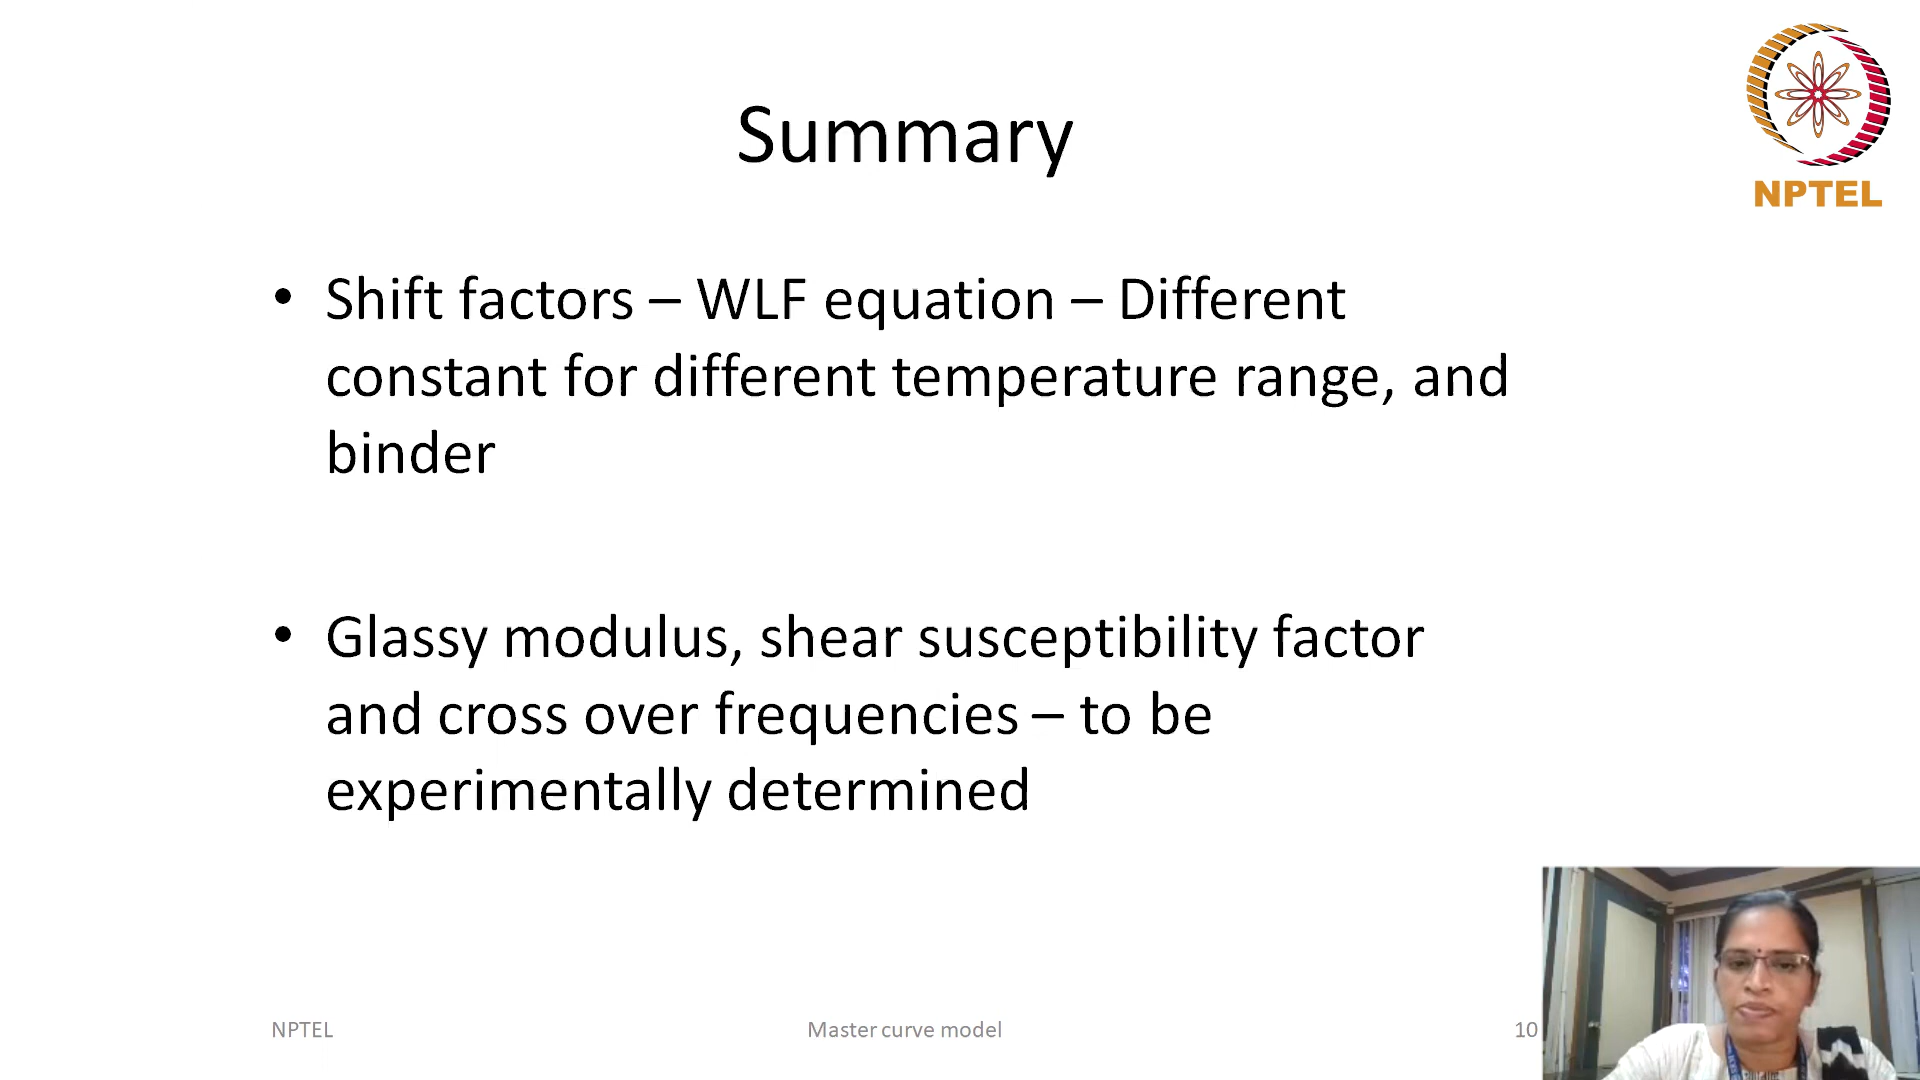 Summary
NPTEL
• Shift factors – WLF equation – Different
constant for different temperature range, and
binder
• Glassy modulus, shear susceptibility factor
and cross over frequencies – to be
experimentally determined
NPTEL
Master curve model
10